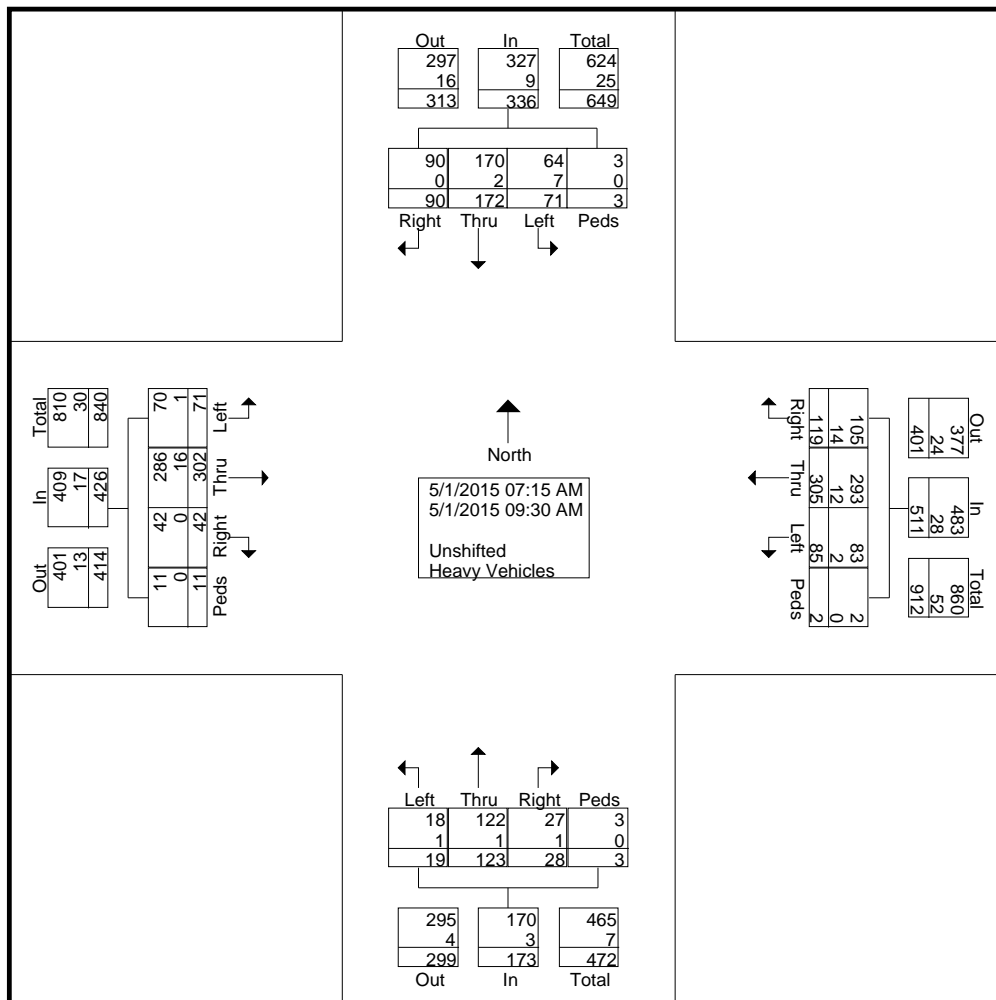 Out In Total
297 327 624
16 9 25
313 336 649
90 170 64 3
0 2 7 0
90 172 71 3
Right Thru Left Peds
Total
810
30
840
In
409
17
426
Out
401
13
414
70
1
71
Left
286
16
302
Thru
42
0
42
Right
11
0
11
Peds
North
5/1/2015 07:15 AM
5/1/2015 09:30 AM
Unshifted
Heavy Vehicles
Right
105
14
119
Thru
293
12
305
Left
83
2
85
Peds
2
0
2
Out
377
24
401
In
483
28
511
Total
860
52
912
Left Thru Right Peds
18 122 27 3
1 1 1 0
19 123 28 3
295 170 465
4 3 7
299 173 472
Out In Total